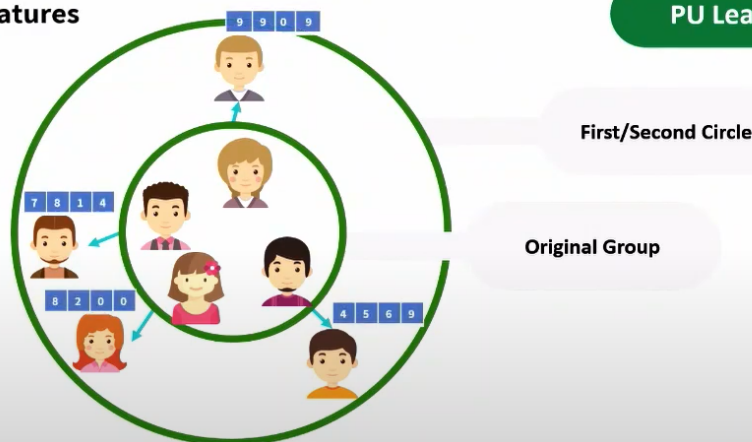 atures
9 9 0 9
PU Lea
First/Second Circle
7 8 1 4
Original Group
8 2 0 0
4 5 6 9